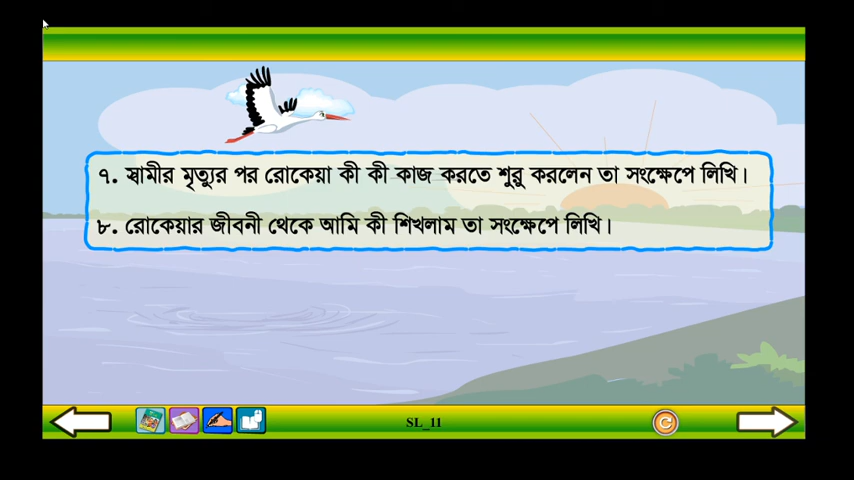 ৭. স্বামীর মৃত্যুর পর রোকেয়া কী কী কাজ করতে শুরু করলেন তা সংক্ষেপে লিখি।
৮. রোকেয়ার জীবনী থেকে আমি কী শিখলাম তা সংক্ষেপে লিখি।
SL_11